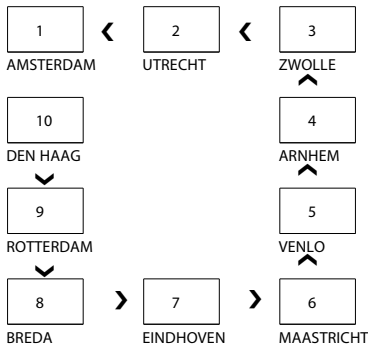 1 2 3
AMSTERDAM UTRECHT ZWOLLE
10 4
DEN HAAG ARNHEM
9 5
ROTTERDAM VENLO
8 7 6
BREDA EINDHOVEN MAASTRICHT